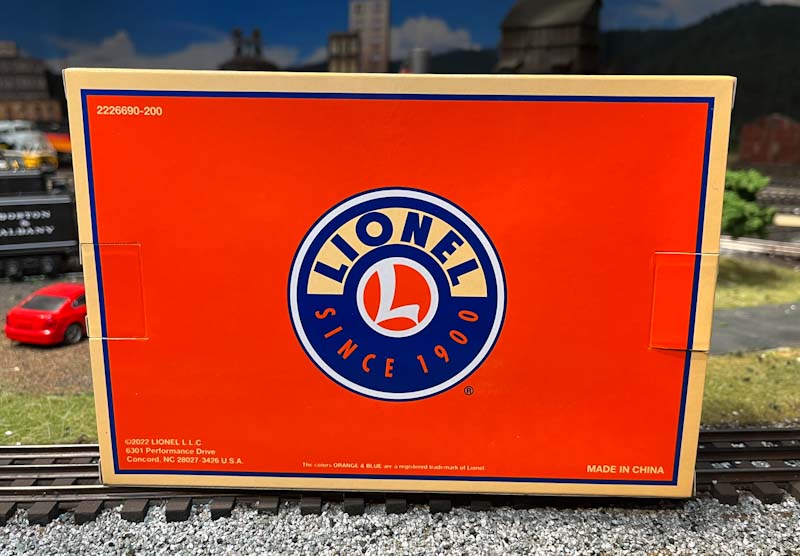 2226690-200
BOSTON
&
ALBANY
LIONEL
L
SINCE 1900
®
©2022 LIONEL L.L.C
6301 Performance Drive
Concord, NC 28027-3426 U.S.A.
The colors ORANGE & BLUE are a registered trademark of Lionel
MADE IN CHINA